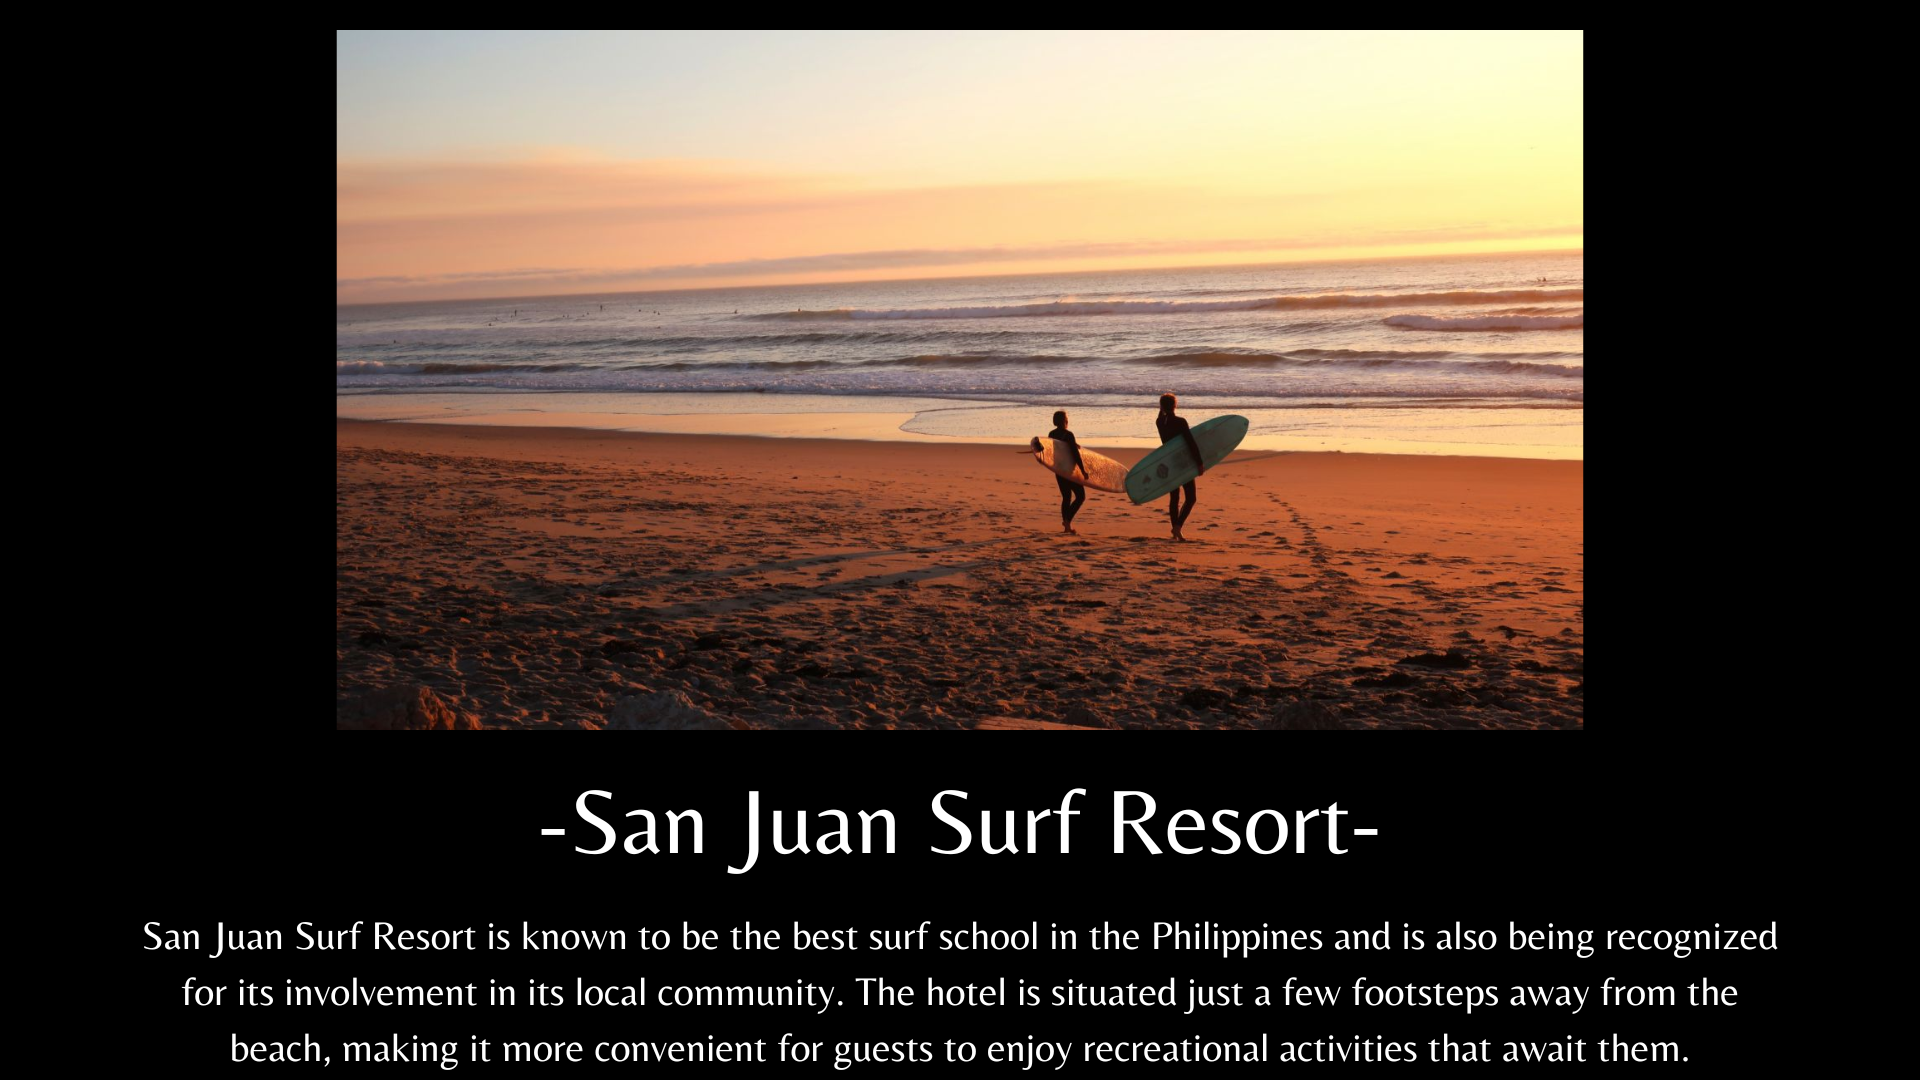 -San Juan Surf Resort-
San Juan Surf Resort is known to be the best surf school in the Philippines and is also being recognized
for its involvement in its local community. The hotel is situated just a few footsteps away from the
beach, making it more convenient for guests to enjoy recreational activities that await them.